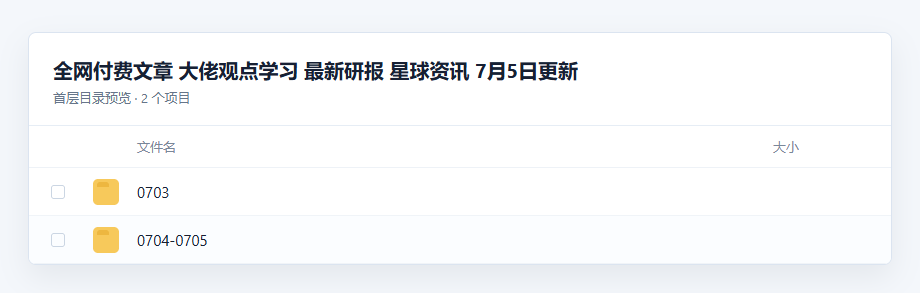 全网付费文章 大佬观点学习 最新研报 星球资讯 7月5日更新
首层目录预览 · 2 个项目
文件名 大小
0703
0704-0705